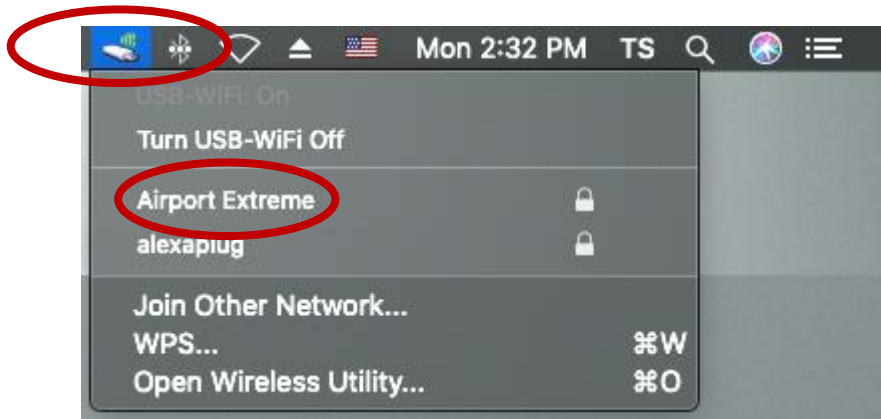 Mon 2:32 PM TS
USB-WiFi: On
Turn USB-WiFi Off
Airport Extreme
alexaplug
Join Other Network...
WPS... ⌘W
Open Wireless Utility... ⌘O